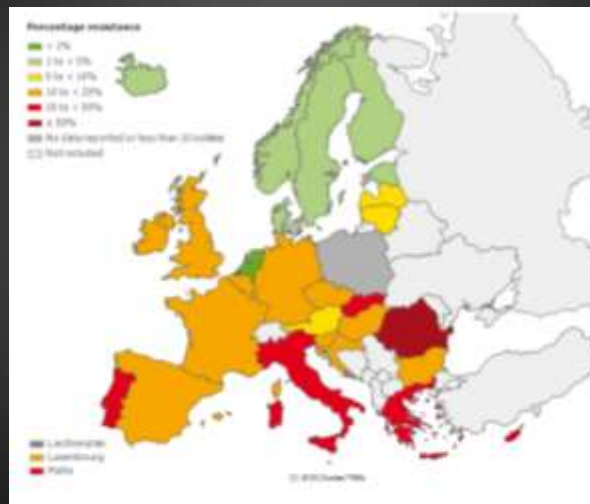 Percentage resistance
< 1%
1 to < 5%
5 to < 10%
10 to < 25%
25 to < 50%
≥ 50%
No data reported or less than 10 isolates
Not included
Liechtenstein
Luxembourg
Malta